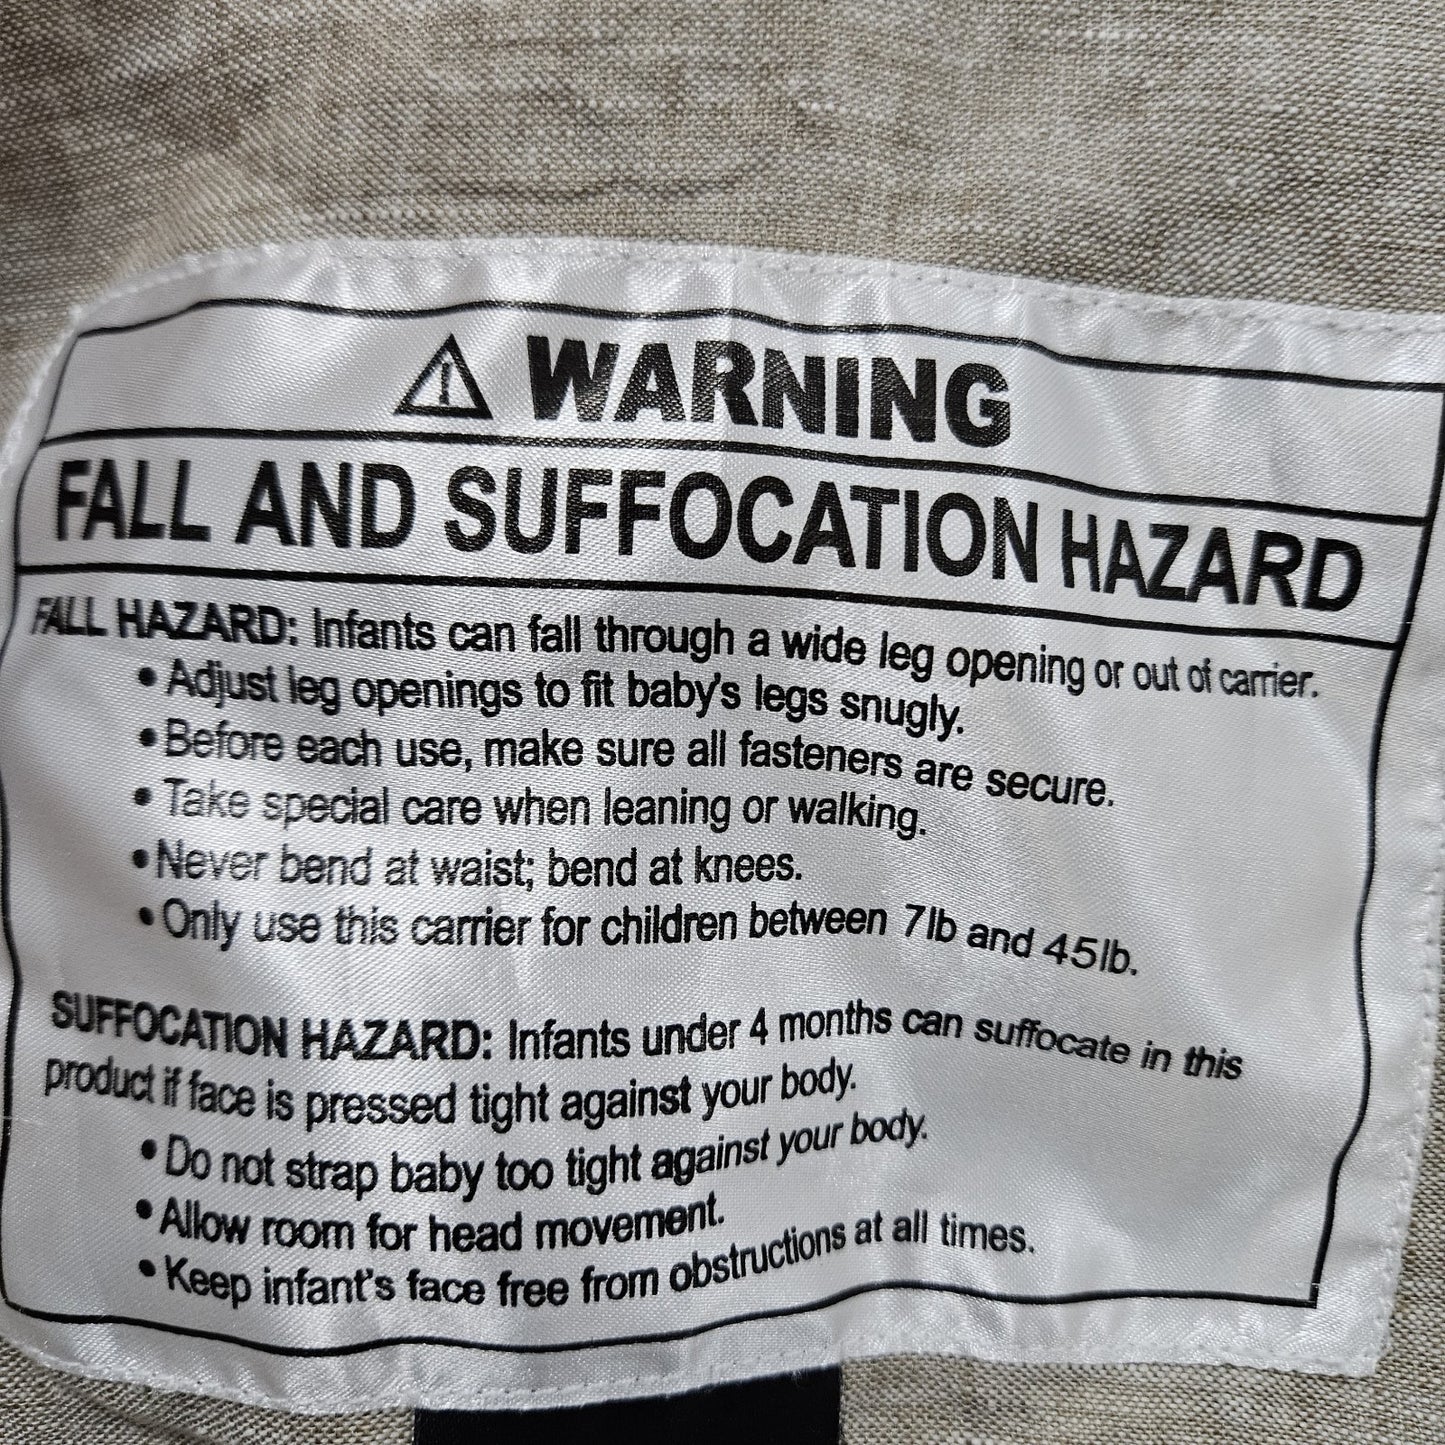 WARNING
FALL AND SUFFOCATION HAZARD
FALL HAZARD: Infants can fall through a wide leg opening or out of carrier.
• Adjust leg openings to fit baby's legs snugly.
• Before each use, make sure all fasteners are secure.
• Take special care when leaning or walking.
• Never bend at waist; bend at knees.
• Only use this carrier for children between 7lb and 45lb.
SUFFOCATION HAZARD: Infants under 4 months can suffocate in this
product if face is pressed tight against your body.
• Do not strap baby too tight against your body.
• Allow room for head movement.
• Keep infant's face free from obstructions at all times.